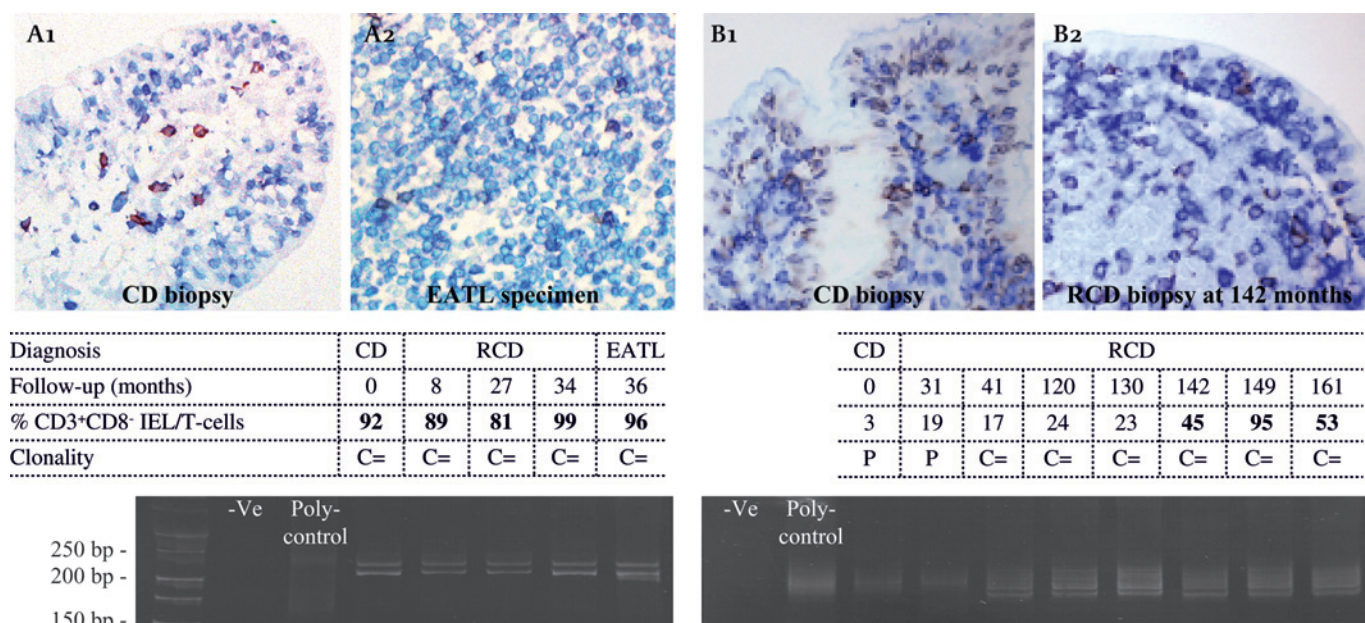 A1
A2
B1
B2
CD biopsy
EATL specimen
CD biopsy
RCD biopsy at 142 months
Diagnosis CD RCD EATL
Follow-up (months) 0 8 27 34 36
% CD3⁺CD8⁻ IEL/T-cells 92 89 81 99 96
Clonality C= C= C= C= C=
CD RCD
0 31 41 120 130 142 149 161
3 19 17 24 23 45 95 53
P P C= C= C= C= C= C=
-Ve Poly-
control
250 bp -
200 bp -
150 bp -
-Ve Poly-
control